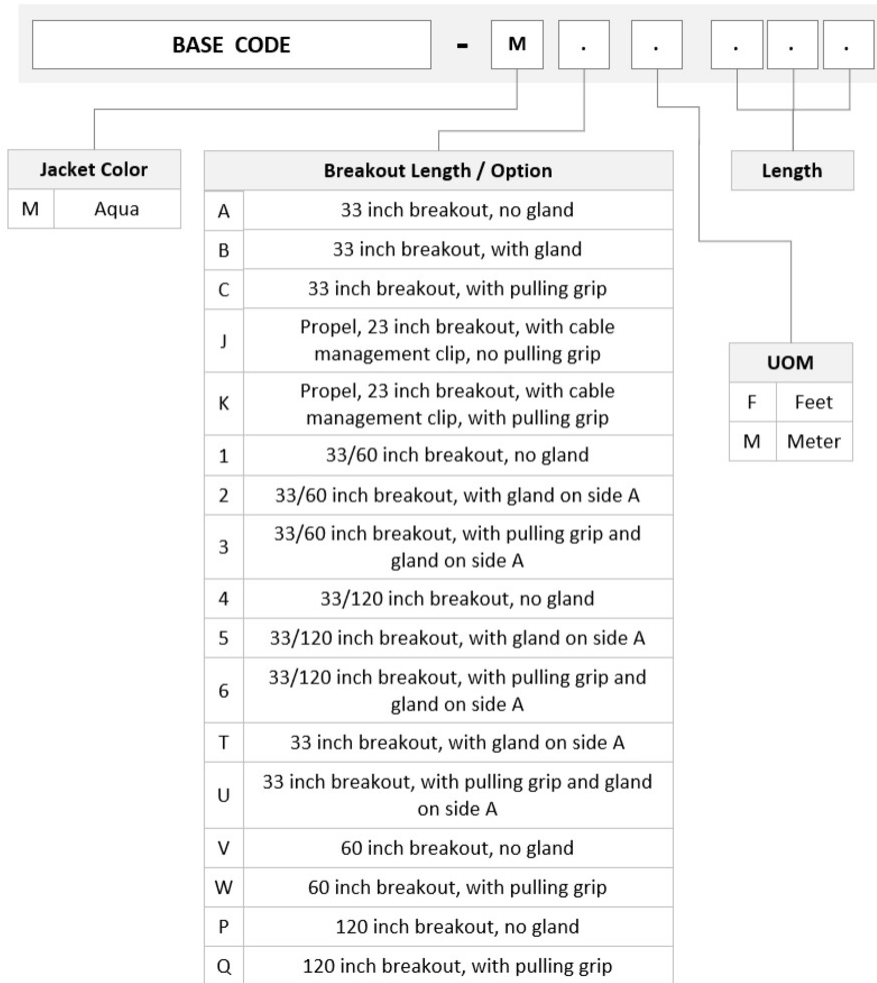 BASE CODE - M . . . . .
Jacket Color
M Aqua
Breakout Length / Option
A 33 inch breakout, no gland
B 33 inch breakout, with gland
C 33 inch breakout, with pulling grip
J Propel, 23 inch breakout, with cable
management clip, no pulling grip
K Propel, 23 inch breakout, with cable
management clip, with pulling grip
1 33/60 inch breakout, no gland
2 33/60 inch breakout, with gland on side A
3 33/60 inch breakout, with pulling grip and
gland on side A
4 33/120 inch breakout, no gland
5 33/120 inch breakout, with gland on side A
6 33/120 inch breakout, with pulling grip and
gland on side A
T 33 inch breakout, with gland on side A
U 33 inch breakout, with pulling grip and gland
on side A
V 60 inch breakout, no gland
W 60 inch breakout, with pulling grip
P 120 inch breakout, no gland
Q 120 inch breakout, with pulling grip
Length
UOM
F Feet
M Meter